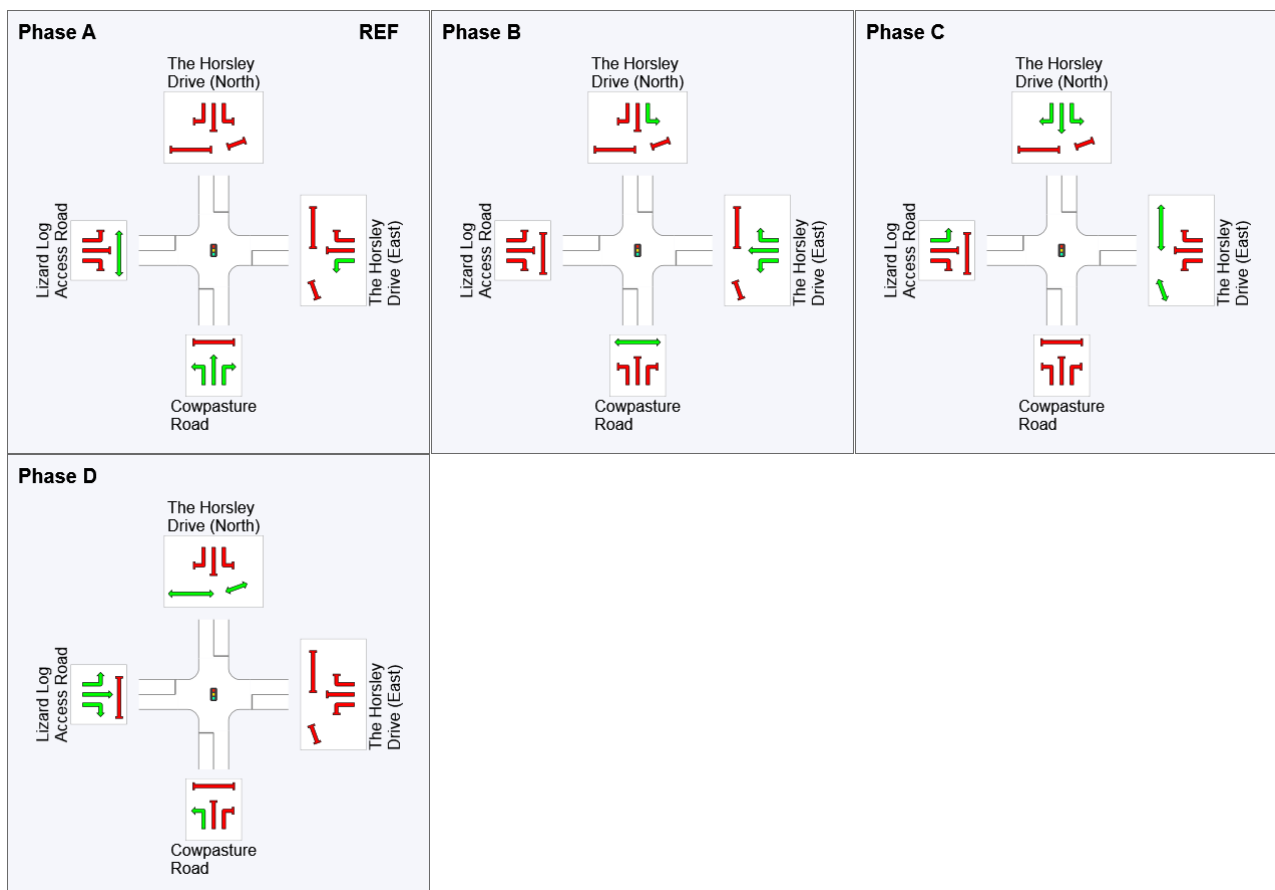 Phase A
REF
The Horsley
Drive (North)
Lizard Log
Access Road
The Horsley
Drive (East)
Cowpasture
Road
Phase B
The Horsley
Drive (North)
Lizard Log
Access Road
The Horsley
Drive (East)
Cowpasture
Road
Phase C
The Horsley
Drive (North)
Lizard Log
Access Road
The Horsley
Drive (East)
Cowpasture
Road
Phase D
The Horsley
Drive (North)
Lizard Log
Access Road
The Horsley
Drive (East)
Cowpasture
Road